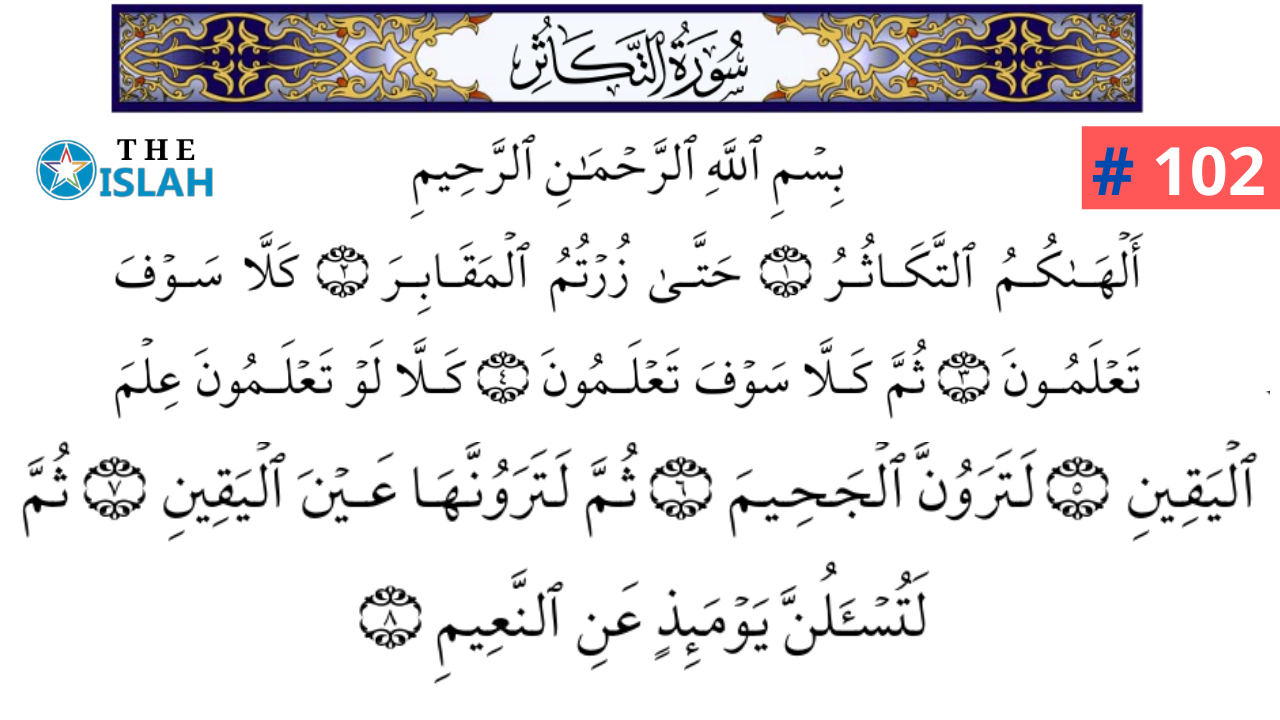 سُورَةُ التَّكَاثُرِ
THE
ISLAH
# 102
بِسْمِ ٱللَّهِ ٱلرَّحْمَـٰنِ ٱلرَّحِيمِ
أَلْهَىٰكُمُ ٱلتَّكَاثُرُ ١ حَتَّىٰ زُرْتُمُ ٱلْمَقَابِرَ ٢ كَلَّا سَوْفَ
تَعْلَمُونَ ٣ ثُمَّ كَلَّا سَوْفَ تَعْلَمُونَ ٤ كَلَّا لَوْ تَعْلَمُونَ عِلْمَ
ٱلْيَقِينِ ٥ لَتَرَوُنَّ ٱلْجَحِيمَ ٦ ثُمَّ لَتَرَوُنَّهَا عَيْنَ ٱلْيَقِينِ ٧ ثُمَّ
لَتُسْـَٔلُنَّ يَوْمَئِذٍ عَنِ ٱلنَّعِيمِ ٨